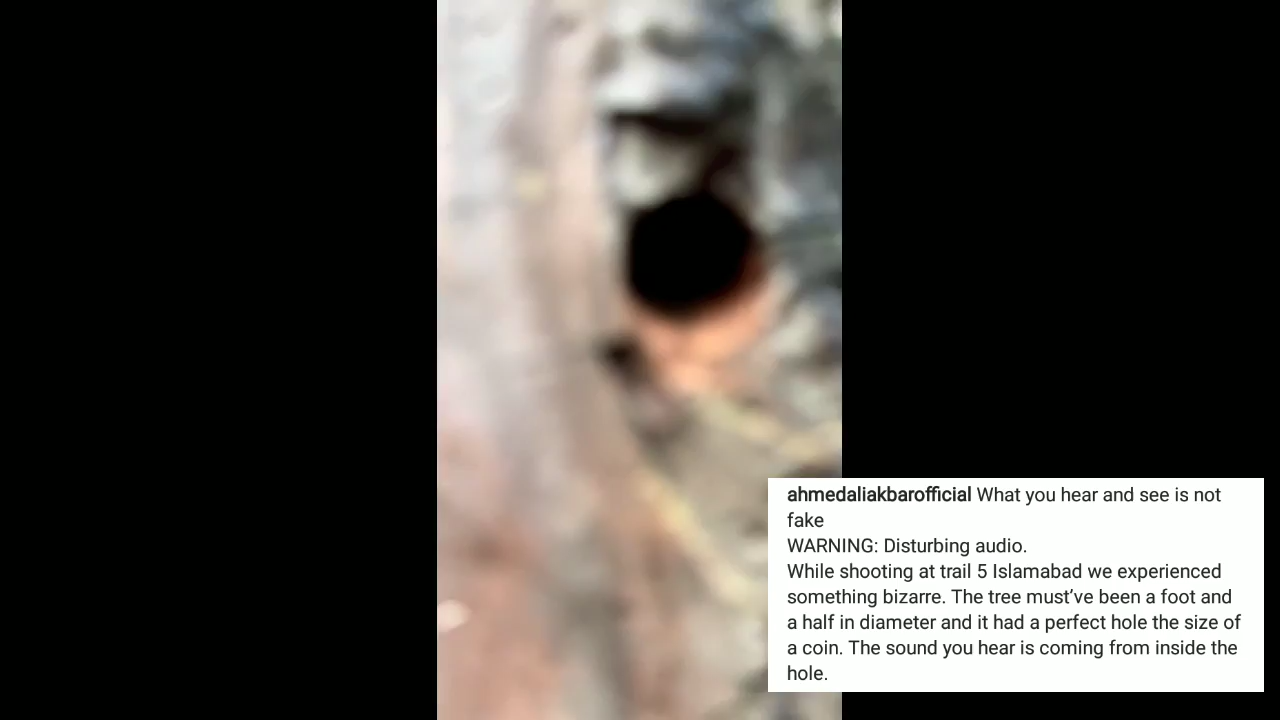 ahmedaliakbarofficial What you hear and see is not
fake
WARNING: Disturbing audio.
While shooting at trail 5 Islamabad we experienced
something bizarre. The tree must’ve been a foot and
a half in diameter and it had a perfect hole the size of
a coin. The sound you hear is coming from inside the
hole.